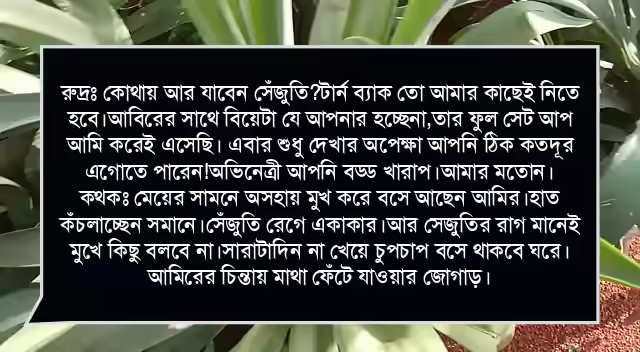 রুদ্রঃ কোথায় আর যাবেন সেঁজুতি?টার্ন ব্যাক তো আমার কাছেই নিতে
হবে।আবিরের সাথে বিয়েটা যে আপনার হচ্ছেনা,তার ফুল সেট আপ
আমি করেই এসেছি। এবার শুধু দেখার অপেক্ষা আপনি ঠিক কতদূর
এগোতে পারেন!অভিনেত্রী আপনি বড্ড খারাপ।আমার মতোন।
কথকঃ মেয়ের সামনে অসহায় মুখ করে বসে আছেন আমির।হাত
কঁচলাচ্ছেন সমানে।সেঁজুতি রেগে একাকার।আর সেজুতির রাগ মানেই
মুখে কিছু বলবে না।সারাটাদিন না খেয়ে চুপচাপ বসে থাকবে ঘরে।
আমিরের চিন্তায় মাথা ফেঁটে যাওয়ার জোগাড়।